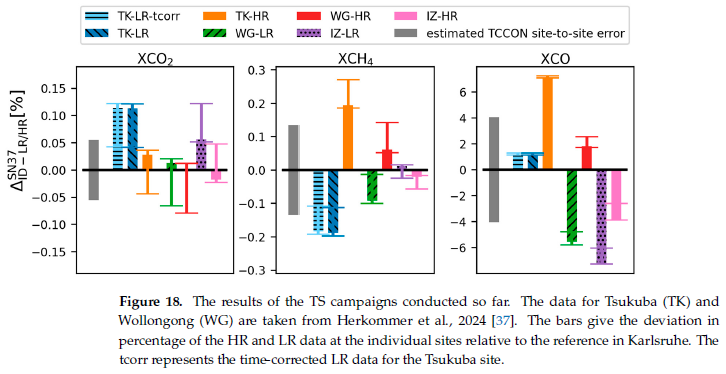 TK-LR-tcorr TK-HR WG-HR IZ-HR
TK-LR WG-LR IZ-LR estimated TCCON site-to-site error
XCO₂ XCH₄ XCO
Δ^SN37_ID−LR/HR [%]
0.15
0.10
0.05
0.00
−0.05
−0.10
−0.15
0.3
0.2
0.1
0.0
−0.1
−0.2
−0.3
6
4
2
0
−2
−4
−6
Figure 18. The results of the TS campaigns conducted so far. The data for Tsukuba (TK) and
Wollongong (WG) are taken from Herkommer et al., 2024 [37]. The bars give the deviation in
percentage of the HR and LR data at the individual sites relative to the reference in Karlsruhe. The
tcorr represents the time-corrected LR data for the Tsukuba site.